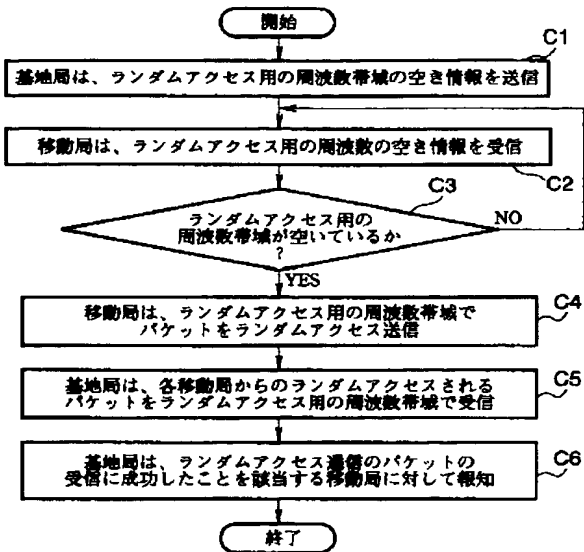 開始
C1
基地局は、ランダムアクセス用の周波数帯域の空き情報を送信
移動局は、ランダムアクセス用の周波数の空き情報を受信
C2
C3
ランダムアクセス用の
周波数帯域が空いているか
?
NO
YES
移動局は、ランダムアクセス用の周波数帯域で
パケットをランダムアクセス送信
C4
基地局は、各移動局からのランダムアクセスされる
パケットをランダムアクセス用の周波数帯域で受信
C5
基地局は、ランダムアクセス通信のパケットの
受信に成功したことを該当する移動局に対して報知
C6
終了